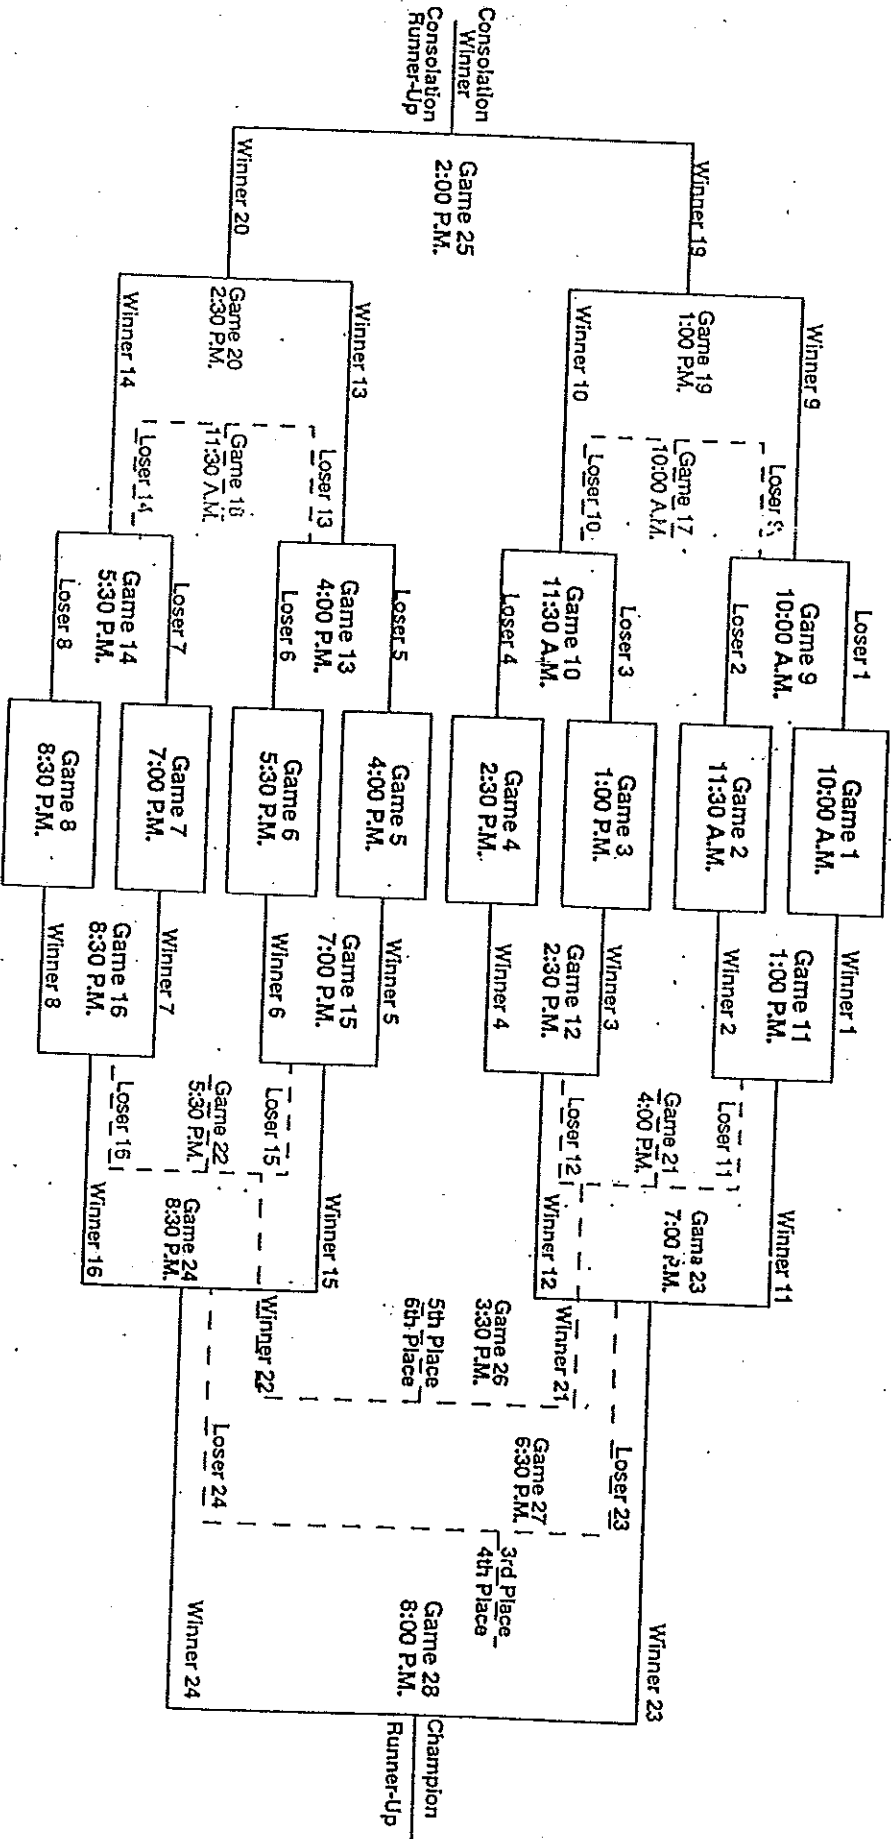 Consolation
Winner
Consolation
Runner-Up
Game 25
2:00 P.M.
Winner 19
Winner 20
Game 19
1:00 P.M.
Winner 9
Winner 10
Game 20
2:30 P.M.
Winner 13
Winner 14
Loser 9
Game 17
10:00 A.M.
Loser 10
Loser 13
Game 18
11:30 A.M.
Loser 14
Loser 1
Game 9
10:00 A.M.
Loser 2
Loser 3
Game 10
11:30 A.M.
Loser 4
Loser 5
Game 13
4:00 P.M.
Loser 6
Loser 7
Game 14
5:30 P.M.
Loser 8
Game 1
10:00 A.M.
Game 2
11:30 A.M.
Game 3
1:00 P.M.
Game 4
2:30 P.M.
Game 5
4:00 P.M.
Game 6
5:30 P.M.
Game 7
7:00 P.M.
Game 8
8:30 P.M.
Winner 1
Game 11
1:00 P.M.
Winner 2
Winner 3
Game 12
2:30 P.M.
Winner 4
Winner 5
Game 15
7:00 P.M.
Winner 6
Winner 7
Game 16
8:30 P.M.
Winner 8
Loser 11
Game 21
4:00 P.M.
Loser 12
Loser 15
Game 22
5:30 P.M.
Loser 16
Winner 11
Game 23
7:00 P.M.
Winner 12
Winner 15
Game 24
8:30 P.M.
Winner 16
Winner 21
Game 26
3:30 P.M.
5th Place
6th Place
Winner 22
Loser 23
Game 27
6:30 P.M.
3rd Place
4th Place
Loser 24
Winner 23
Game 28
8:00 P.M.
Winner 24
Champion
Runner-Up